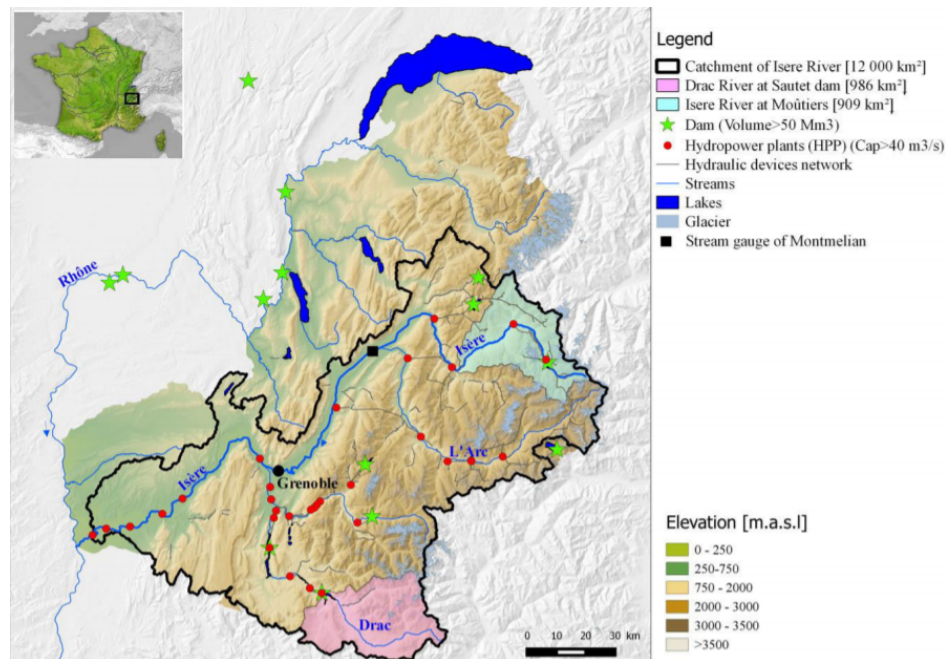 Legend
Catchment of Isere River [12 000 km²]
Drac River at Sautet dam [986 km²]
Isere River at Moûtiers [909 km²]
Dam (Volume>50 Mm3)
Hydropower plants (HPP) (Cap>40 m3/s)
Hydraulic devices network
Streams
Lakes
Glacier
Stream gauge of Montmelian
Rhône
Isère
L'Arc
Isère
Grenoble
Drac
Elevation [m.a.s.l]
0 - 250
250-750
750 - 2000
2000 - 3000
3000 - 3500
>3500
0 10 20 30 km